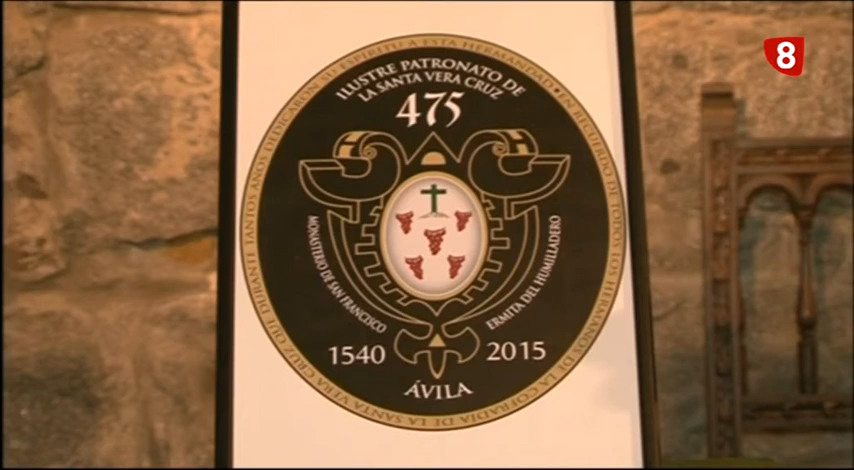 EN RECUERDO DE TODOS LOS HERMANOS DE LA COFRADÍA DE LA SANTA VERA CRUZ QUE DURANTE TANTOS AÑOS DEDICARON SU ESPÍRITU A ESTA HERMANDAD
ILUSTRE PATRONATO DE
LA SANTA VERA CRUZ
475
MONASTERIO DE SAN FRANCISCO
ERMITA DEL HUMILLADERO
1540
2015
ÁVILA
8